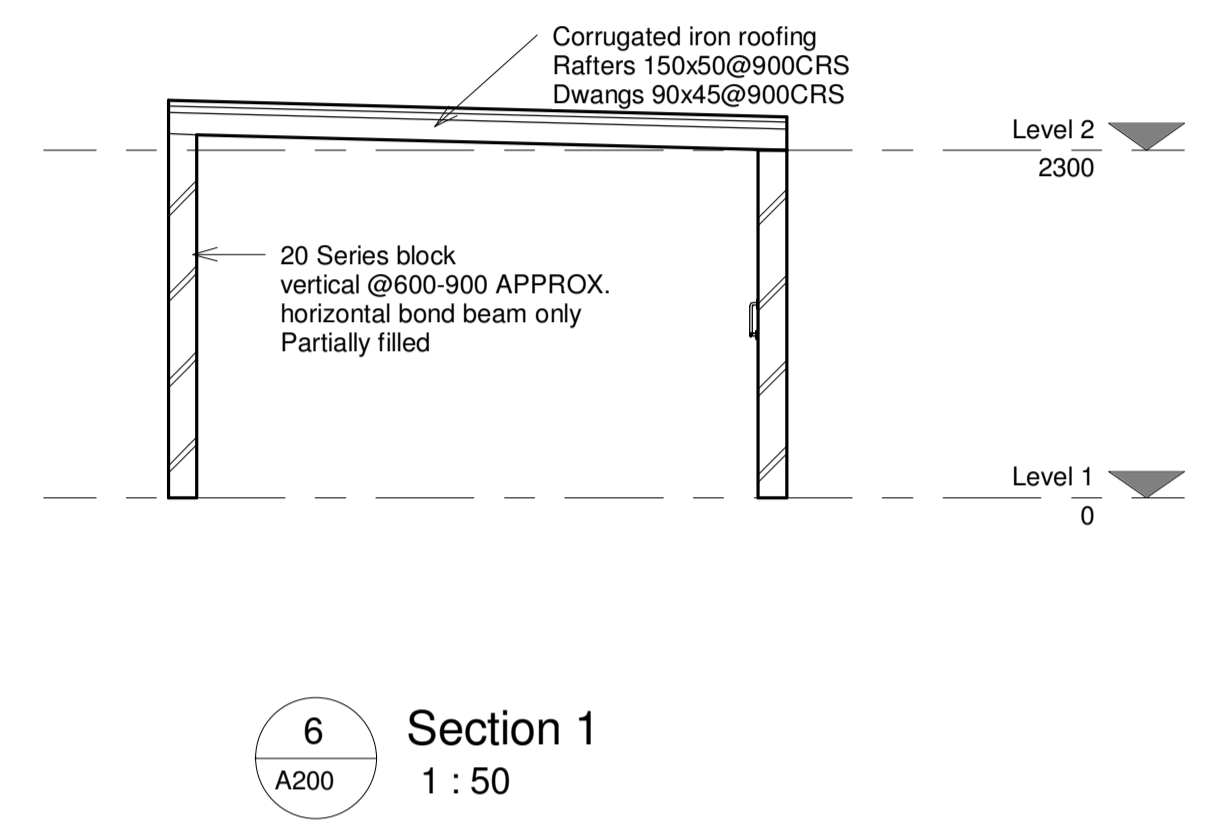 Corrugated iron roofing
Rafters 150x50@900CRS
Dwangs 90x45@900CRS
Level 2
2300
20 Series block
vertical @600-900 APPROX.
horizontal bond beam only
Partially filled
Level 1
0
6
A200
Section 1
1 : 50